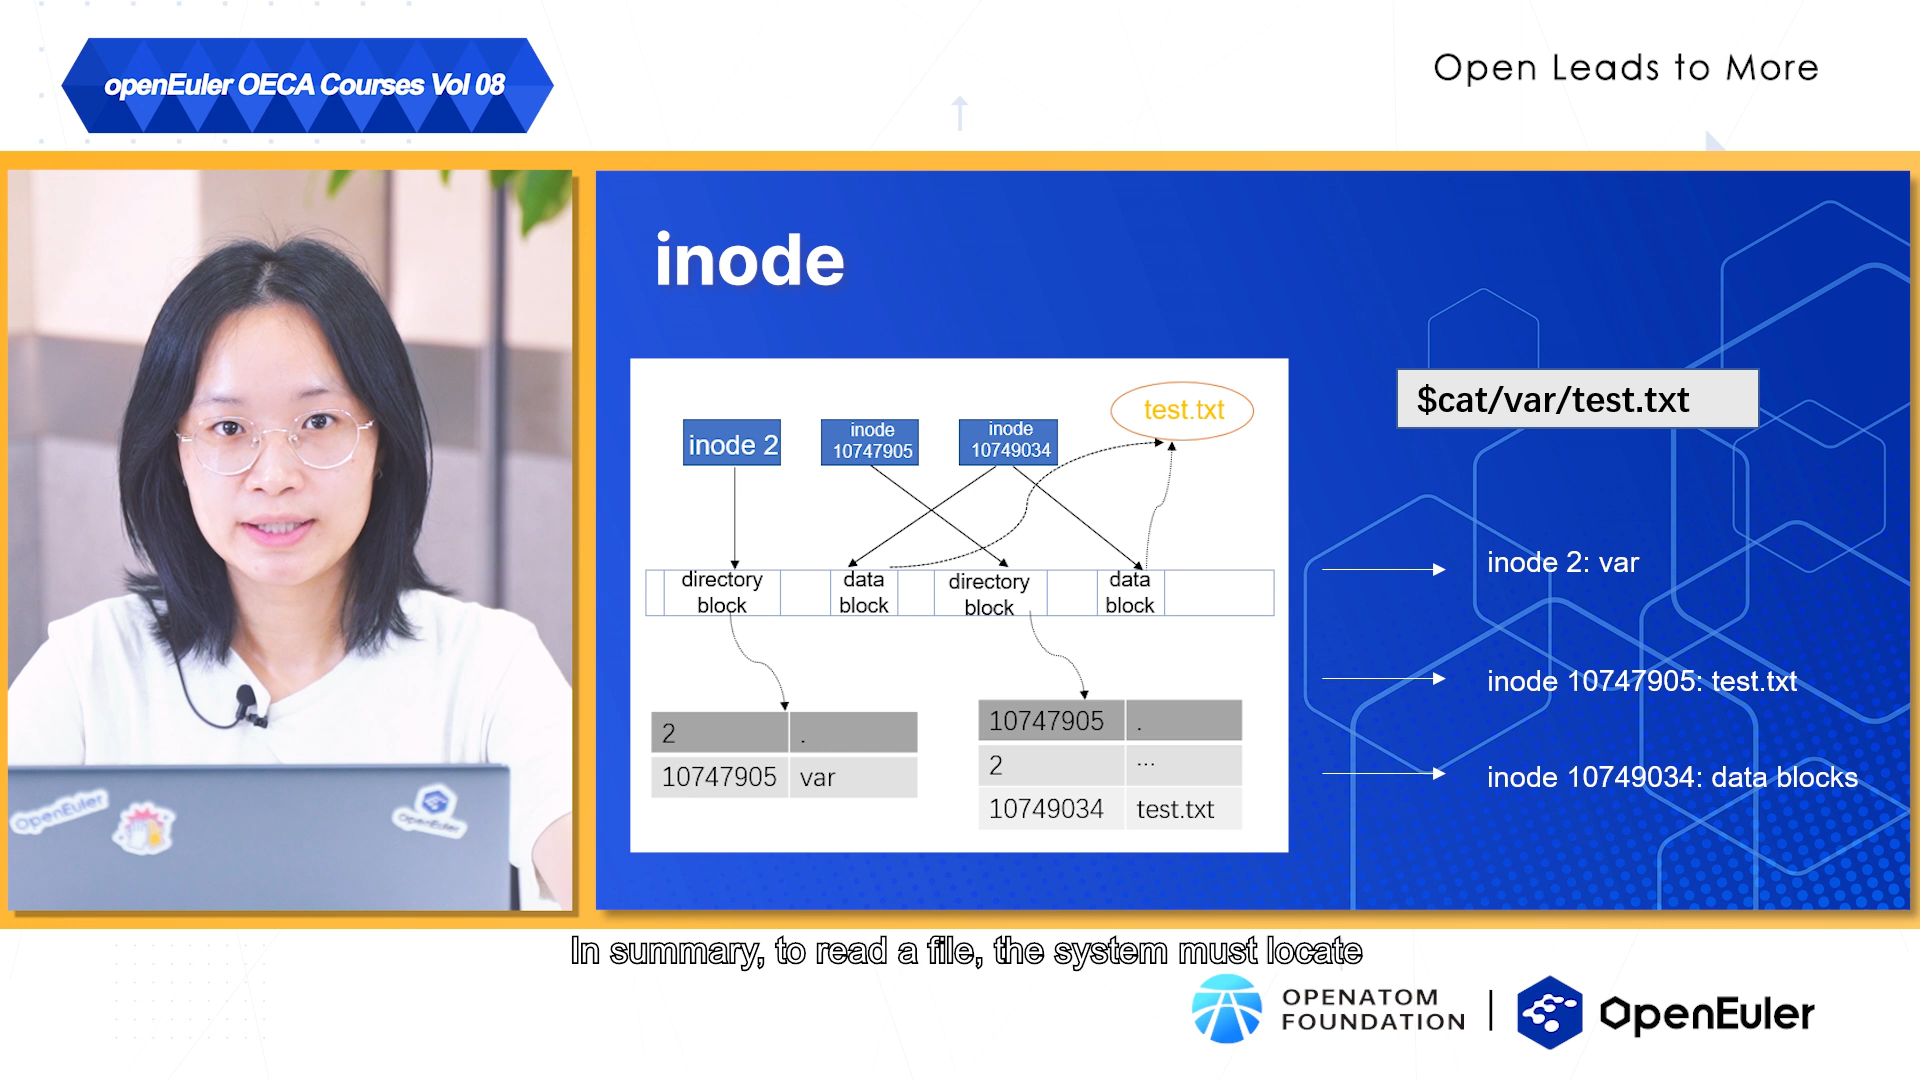 openEuler OECA Courses Vol 08
Open Leads to More
inode
$cat/var/test.txt
test.txt
inode 2
inode
10747905
inode
10749034
directory
block
data
block
directory
block
data
block
2 .
10747905 var
10747905 .
2 ...
10749034 test.txt
inode 2: var
inode 10747905: test.txt
inode 10749034: data blocks
OpenEuler
OpenEuler
In summary, to read a file, the system must locate
OPENATOM
FOUNDATION
OpenEuler